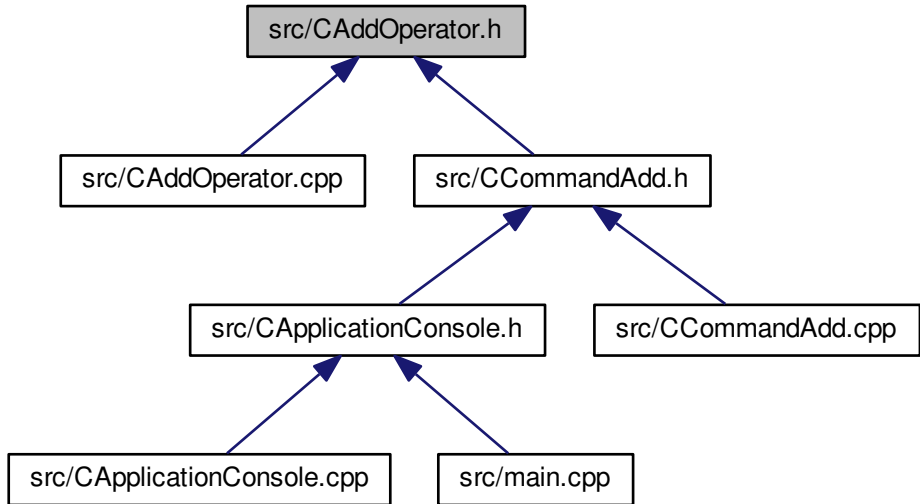 src/CAddOperator.h
src/CAddOperator.cpp
src/CCommandAdd.h
src/CApplicationConsole.h
src/CCommandAdd.cpp
src/CApplicationConsole.cpp
src/main.cpp